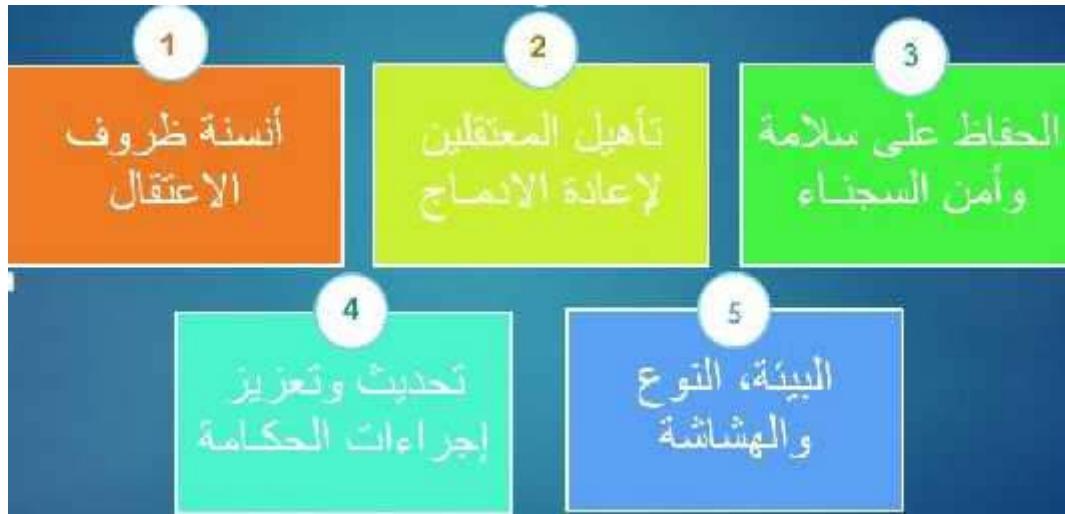 1
أنسنة ظروف
الاعتقال
2
تأهيل المعتقلين
لإعادة الادماج
3
الحفاظ على سلامة
وأمن السجناء
4
تحديث وتعزيز
إجراءات الحكامة
5
البيئة، النوع
والهشاشة